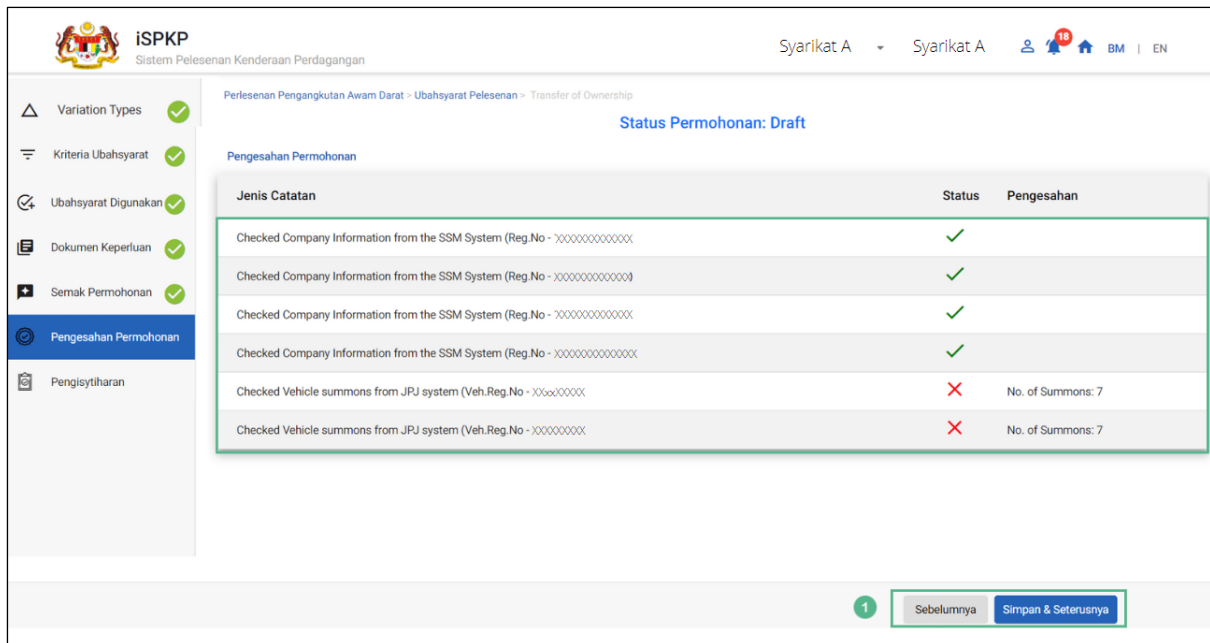 iSPKP
Sistem Pelesenan Kenderaan Perdagangan
Syarikat A Syarikat A 18 BM | EN
Perlesenan Pengangkutan Awam Darat > Ubahsyarat Pelesenan > Transfer of Ownership
Status Permohonan: Draft
Variation Types
Kriteria Ubahsyarat
Ubahsyarat Digunakan
Dokumen Keperluan
Semak Permohonan
Pengesahan Permohonan
Pengisytiharan
Pengesahan Permohonan
Jenis Catatan Status Pengesahan
Checked Company Information from the SSM System (Reg.No - XXXXXXXXXXXXX
Checked Company Information from the SSM System (Reg.No - XXXXXXXXXXXXX)
Checked Company Information from the SSM System (Reg.No - XXXXXXXXXXXXX
Checked Company Information from the SSM System (Reg.No - XXXXXXXXXXXXXX
Checked Vehicle summons from JPJ system (Veh.Reg.No - XXxxXXXXX No. of Summons: 7
Checked Vehicle summons from JPJ system (Veh.Reg.No - XXXXXXXXX No. of Summons: 7
1 Sebelumnya Simpan & Seterusnya